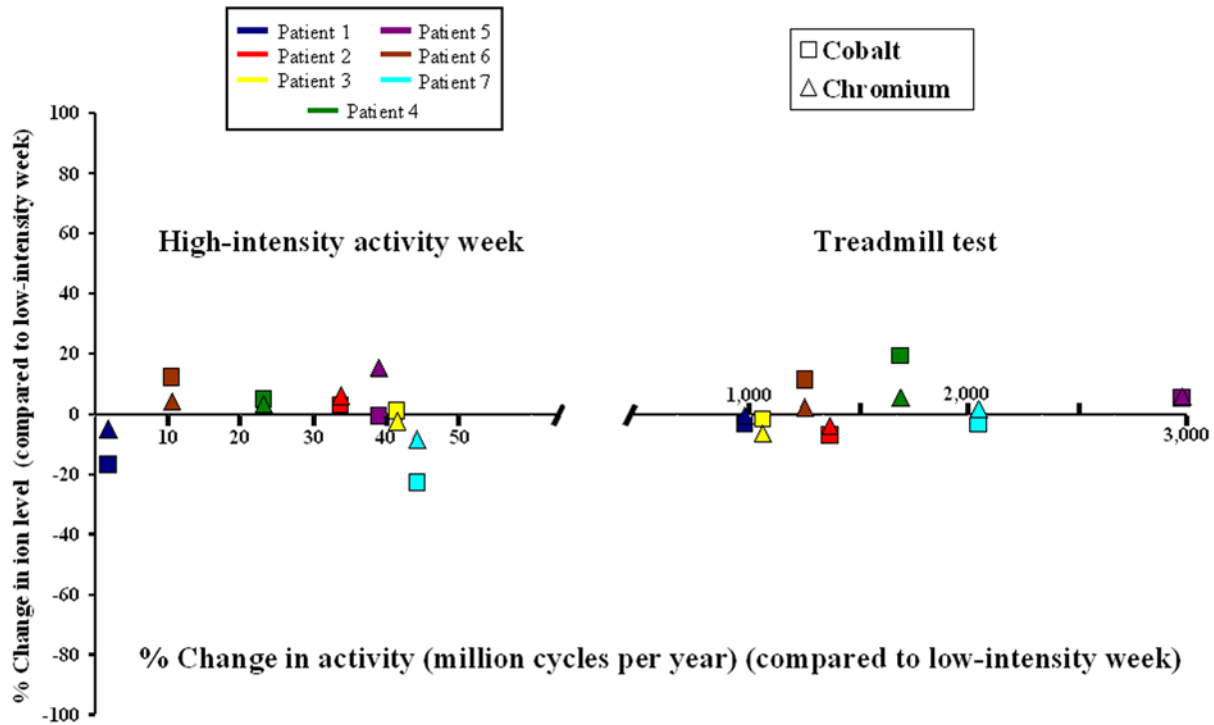 Patient 1
Patient 5
Patient 2
Patient 6
Patient 3
Patient 7
Patient 4
Cobalt
Chromium
% Change in ion level (compared to low-intensity week)
100
80
60
40
20
0
-20
-40
-60
-80
-100
High-intensity activity week
Treadmill test
10
20
30
40
50
1,000
2,000
3,000
% Change in activity (million cycles per year) (compared to low-intensity week)